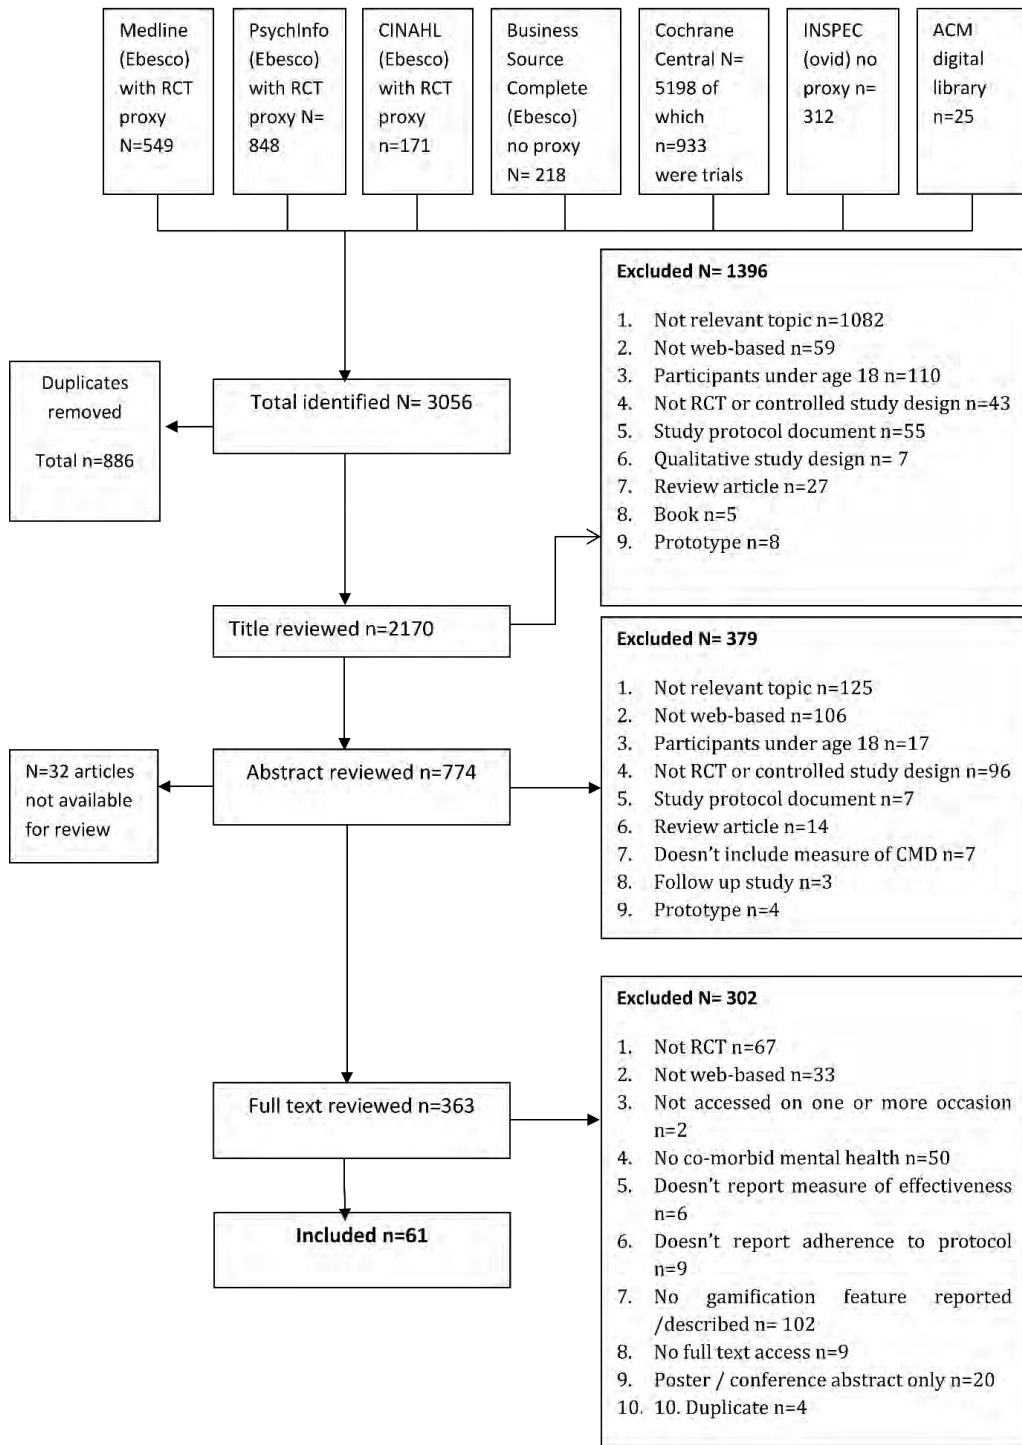 Medline
(Ebesco)
with RCT
proxy
N=549
PsychInfo
(Ebesco)
with RCT
proxy N=
848
CINAHL
(Ebesco)
with RCT
proxy
n=171
Business
Source
Complete
(Ebesco)
no proxy
N= 218
Cochrane
Central N=
5198 of
which
n=933
were trials
INSPEC
(ovid) no
proxy n=
312
ACM
digital
library
n=25
Excluded N= 1396
1. Not relevant topic n=1082
2. Not web-based n=59
3. Participants under age 18 n=110
4. Not RCT or controlled study design n=43
5. Study protocol document n=55
6. Qualitative study design n= 7
7. Review article n=27
8. Book n=5
9. Prototype n=8
Duplicates
removed
Total n=886
Total identified N= 3056
Title reviewed n=2170
Excluded N= 379
1. Not relevant topic n=125
2. Not web-based n=106
3. Participants under age 18 n=17
4. Not RCT or controlled study design n=96
5. Study protocol document n=7
6. Review article n=14
7. Doesn't include measure of CMD n=7
8. Follow up study n=3
9. Prototype n=4
N=32 articles
not available
for review
Abstract reviewed n=774
Excluded N= 302
1. Not RCT n=67
2. Not web-based n=33
3. Not accessed on one or more occasion
n=2
4. No co-morbid mental health n=50
5. Doesn't report measure of effectiveness
n=6
6. Doesn't report adherence to protocol
n=9
7. No gamification feature reported
/described n= 102
8. No full text access n=9
9. Poster / conference abstract only n=20
10. 10. Duplicate n=4
Full text reviewed n=363
Included n=61